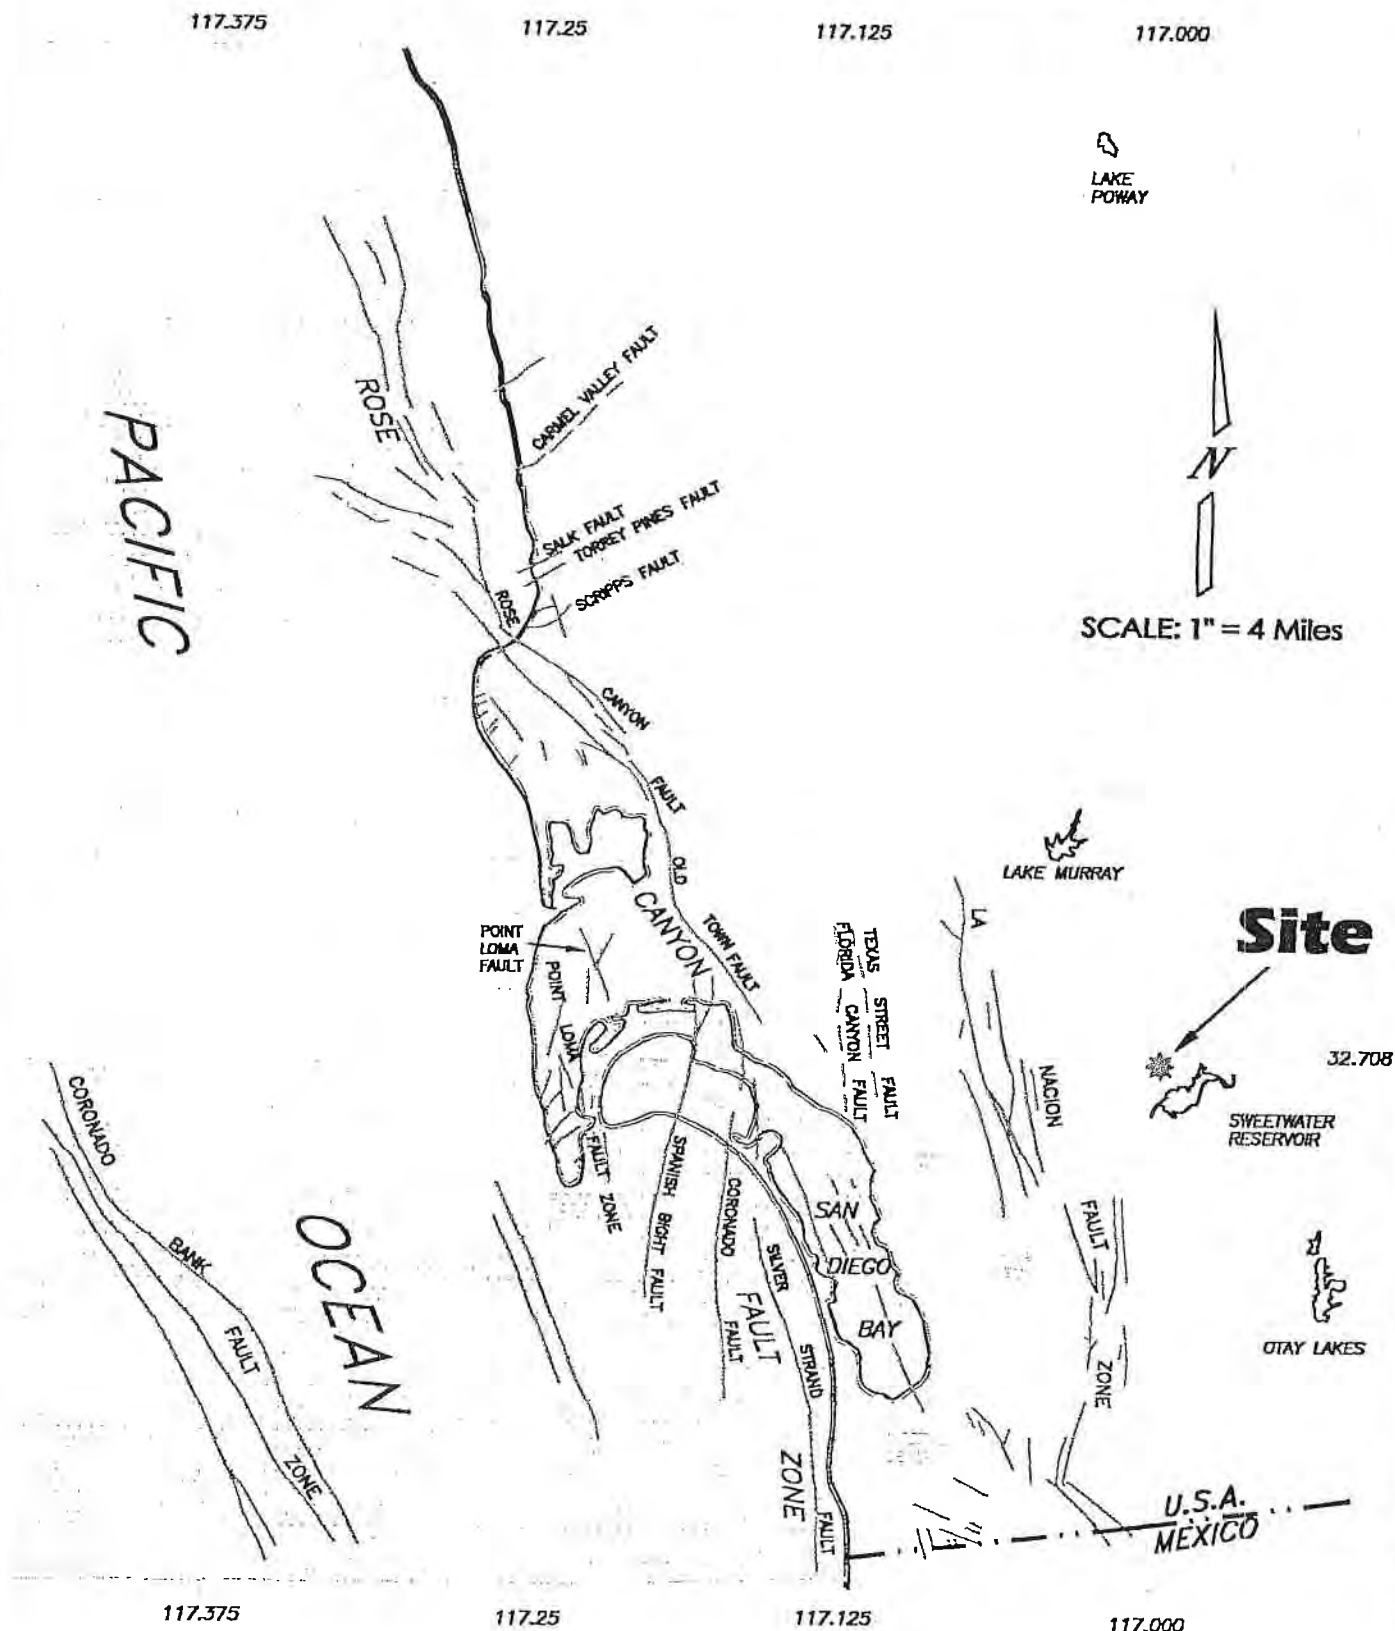 117.375
117.25
117.125
117.000
LAKE
POWAY
CARMEL VALLEY FAULT
ROSE
PACIFIC
N
SALK FAULT
TORREY PINES FAULT
SCRIPPS FAULT
ROSE
SCALE: 1" = 4 Miles
CANYON
FAULT
LAKE MURRAY
OLD
TOWN FAULT
CANYON
LA
Site
POINT
LOMA
FAULT
TEXAS STREET FAULT
FLORIDA CANYON FAULT
POINT
LOMA
FAULT ZONE
32.708
NACION
SWEETWATER
RESERVOIR
CORONADO
BANK
FAULT
ZONE
SPANISH BIGHT FAULT
CORONADO
FAULT
SILVER
STRAND
FAULT
SAN
DIEGO
BAY
FAULT
ZONE
OCEAN
FAULT
ZONE
OTAY LAKES
U.S.A.
MEXICO
117.375
117.25
117.125
117.000